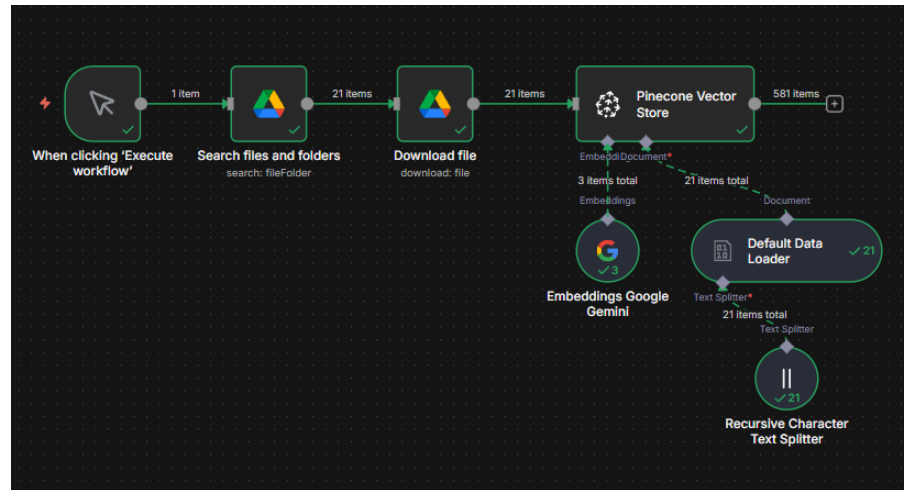 1 item
21 items
21 items
581 items
Pinecone Vector
Store
When clicking ‘Execute
workflow’
Search files and folders
search: fileFolder
Download file
download: file
Embeddi
Document*
3 items total
21 items total
Embeddings
Document
Default Data
Loader
21
3
Embeddings Google
Gemini
Text Splitter*
21 items total
Text Splitter
21
Recursive Character
Text Splitter